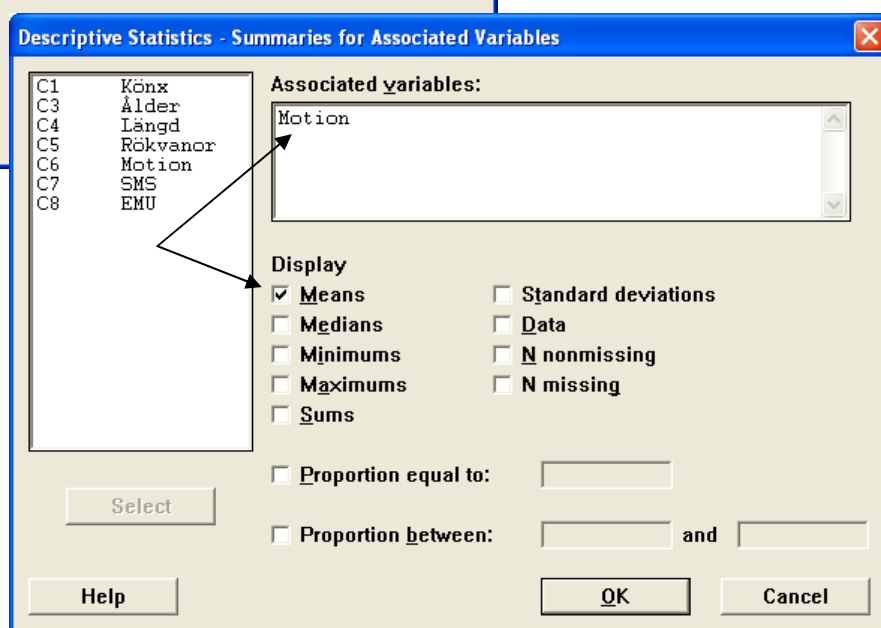 Descriptive Statistics - Summaries for Associated Variables
C1 Könx
C3 Ålder
C4 Längd
C5 Rökvanor
C6 Motion
C7 SMS
C8 EMU
Associated variables:
Motion
Display
Means
Medians
Minimums
Maximums
Sums
Standard deviations
Data
N nonmissing
N missing
Proportion equal to:
Proportion between:
and
Select
Help
OK
Cancel